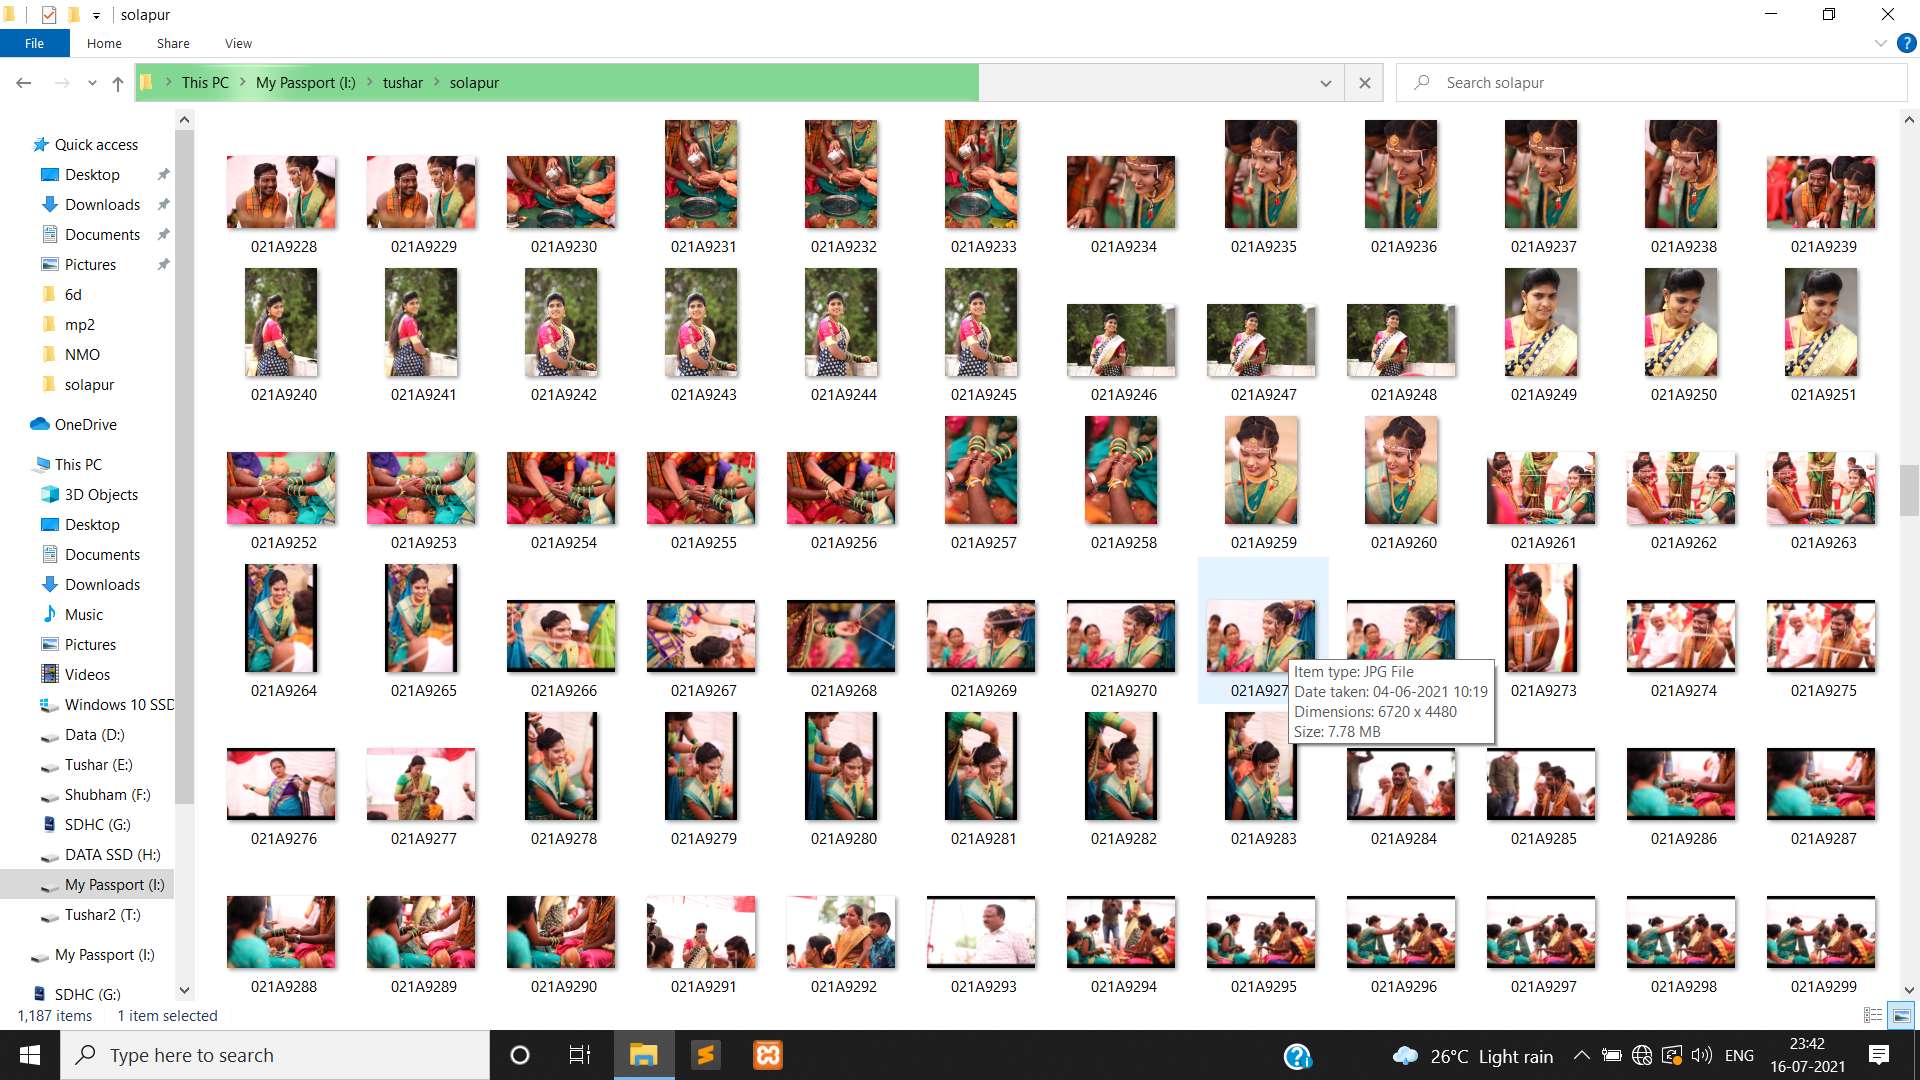 solapur
File Home Share View
This PC My Passport (I:) tushar solapur
Search solapur
Quick access
Desktop
Downloads
Documents
Pictures
6d
mp2
NMO
solapur
OneDrive
This PC
3D Objects
Desktop
Documents
Downloads
Music
Pictures
Videos
Windows 10 SSD
Data (D:)
Tushar (E:)
Shubham (F:)
SDHC (G:)
DATA SSD (H:)
My Passport (I:)
Tushar2 (T:)
My Passport (I:)
SDHC (G:)
021A9228 021A9229 021A9230 021A9231 021A9232 021A9233 021A9234 021A9235 021A9236 021A9237 021A9238 021A9239
021A9240 021A9241 021A9242 021A9243 021A9244 021A9245 021A9246 021A9247 021A9248 021A9249 021A9250 021A9251
021A9252 021A9253 021A9254 021A9255 021A9256 021A9257 021A9258 021A9259 021A9260 021A9261 021A9262 021A9263
021A9264 021A9265 021A9266 021A9267 021A9268 021A9269 021A9270 021A927 021A9273 021A9274 021A9275
Item type: JPG File
Date taken: 04-06-2021 10:19
Dimensions: 6720 x 4480
Size: 7.78 MB
021A9276 021A9277 021A9278 021A9279 021A9280 021A9281 021A9282 021A9283 021A9284 021A9285 021A9286 021A9287
021A9288 021A9289 021A9290 021A9291 021A9292 021A9293 021A9294 021A9295 021A9296 021A9297 021A9298 021A9299
1,187 items 1 item selected
Type here to search
26°C Light rain
ENG
23:42
16-07-2021